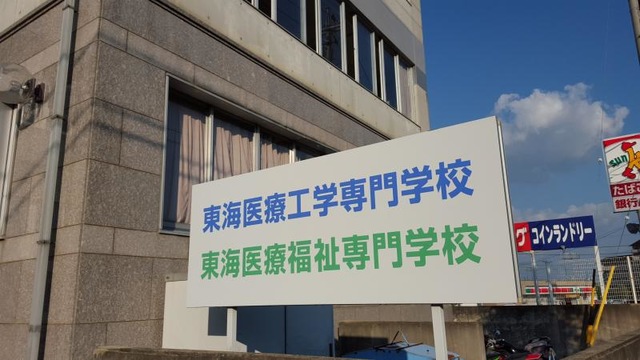 東海医療工学専門学校
東海医療福祉専門学校
sun
たばこ
銀行
コインランドリー